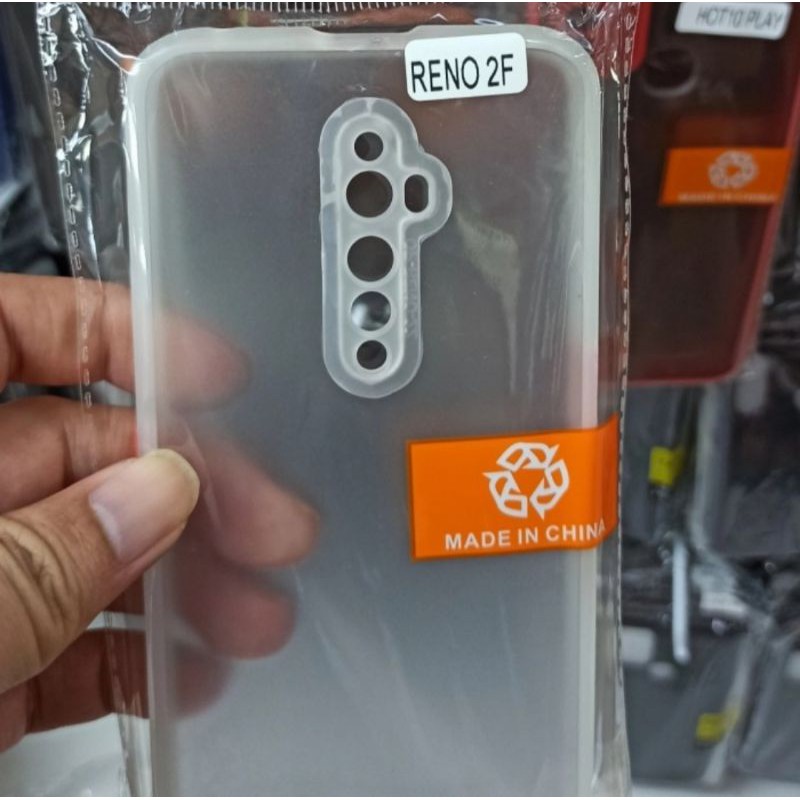 RENO 2F
HOT10 PLAY
MADE IN CHINA
MADE IN CHINA